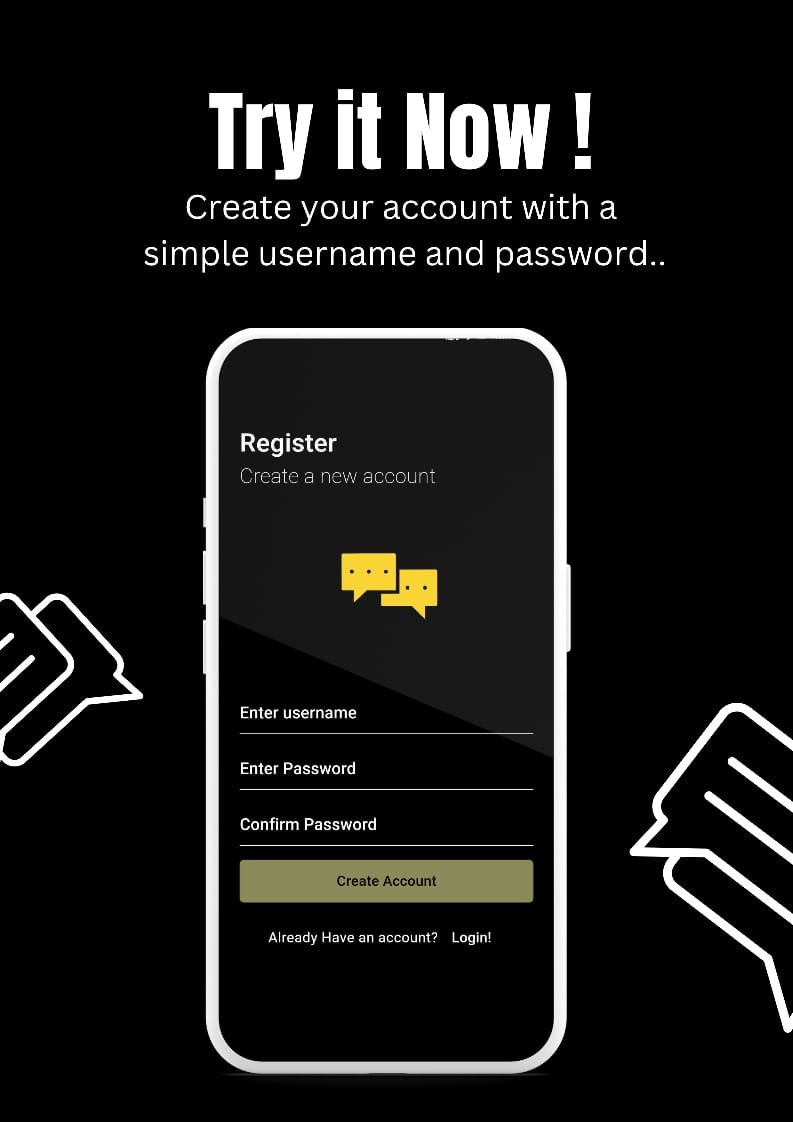 Try it Now !
Create your account with a
simple username and password..
Register
Create a new account
Enter username
Enter Password
Confirm Password
Create Account
Already Have an account? Login!